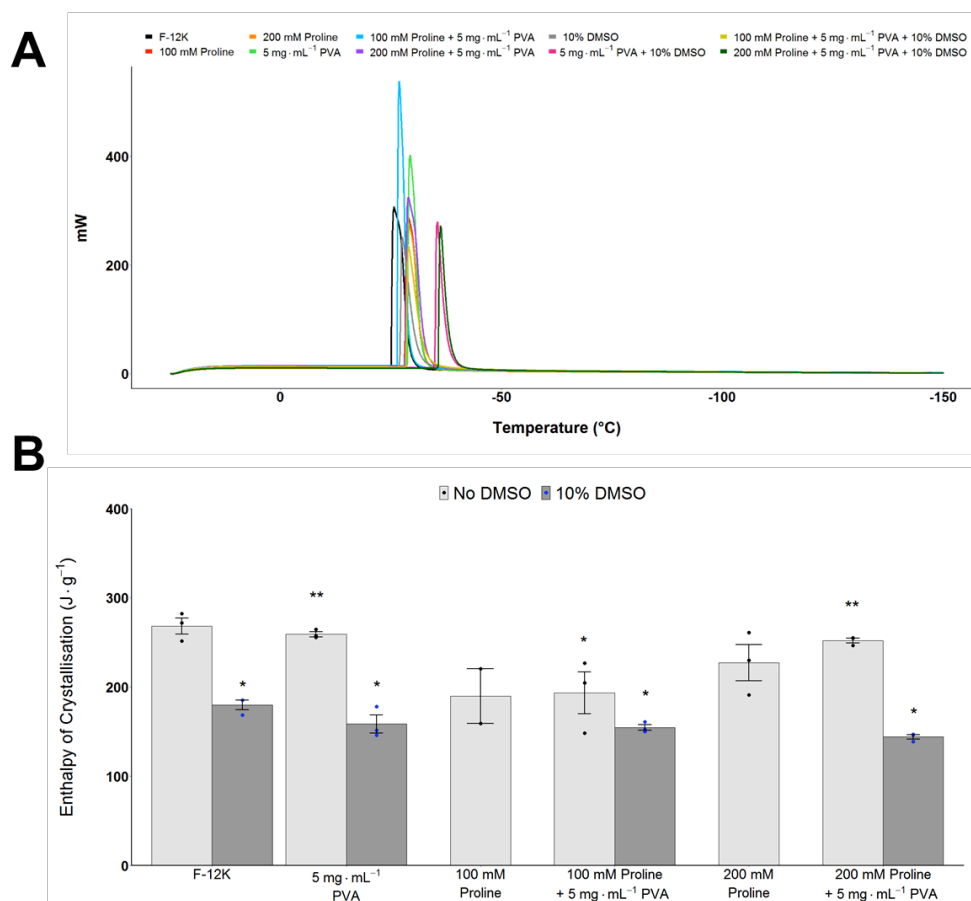 A
F-12K 200 mM Proline 100 mM Proline + 5 mg · mL⁻¹ PVA 10% DMSO 100 mM Proline + 5 mg · mL⁻¹ PVA + 10% DMSO
100 mM Proline 5 mg · mL⁻¹ PVA 200 mM Proline + 5 mg · mL⁻¹ PVA 5 mg · mL⁻¹ PVA + 10% DMSO 200 mM Proline + 5 mg · mL⁻¹ PVA + 10% DMSO
mW
400
200
0
0 -50 -100 -150
Temperature (°C)
B
No DMSO 10% DMSO
Enthalpy of Crystallisation (J · g⁻¹)
400
300
200
100
0
** **
* * * * *
F-12K 5 mg · mL⁻¹ 100 mM 100 mM Proline 200 mM 200 mM Proline
PVA Proline + 5 mg · mL⁻¹ PVA Proline + 5 mg · mL⁻¹ PVA